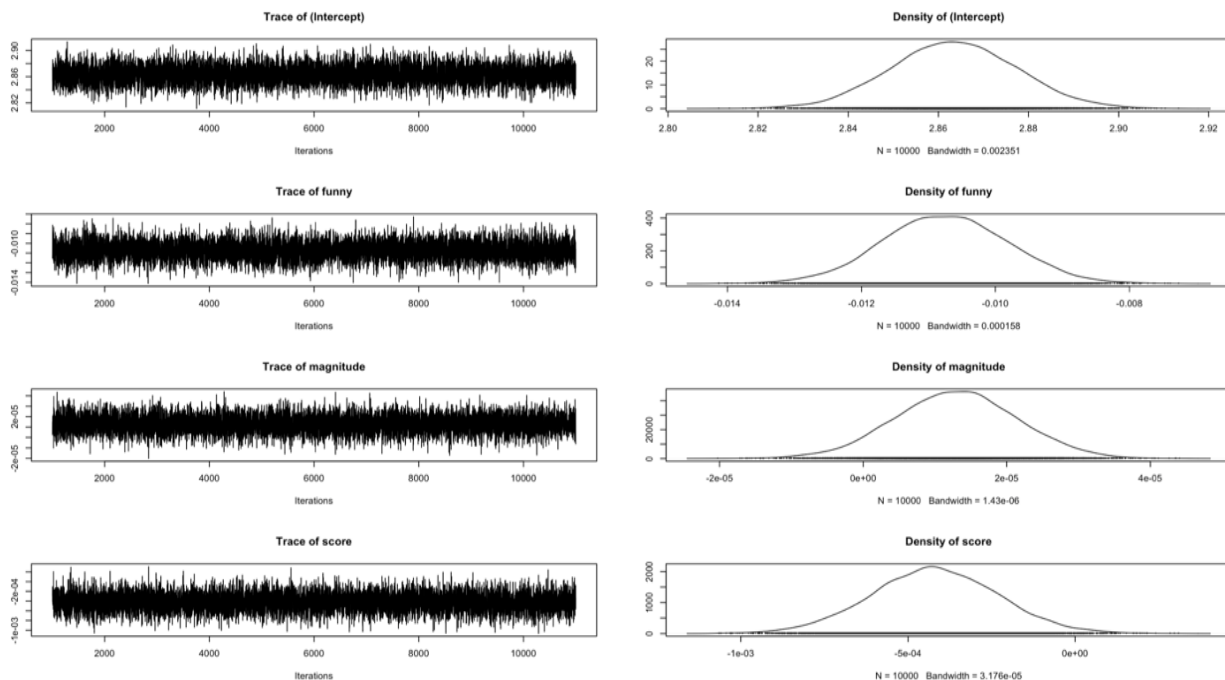 Trace of (Intercept)
2.82 2.86 2.90
2000 4000 6000 8000 10000
Iterations
Density of (Intercept)
0 10 20
2.80 2.82 2.84 2.86 2.88 2.90 2.92
N = 10000 Bandwidth = 0.002351
Trace of funny
-0.014 -0.010
2000 4000 6000 8000 10000
Iterations
Density of funny
0 200 400
-0.014 -0.012 -0.010 -0.008
N = 10000 Bandwidth = 0.000158
Trace of magnitude
-2e-05 2e-05
2000 4000 6000 8000 10000
Iterations
Density of magnitude
0 20000
-2e-05 0e+00 2e-05 4e-05
N = 10000 Bandwidth = 1.43e-06
Trace of score
-1e-03 -2e-04
2000 4000 6000 8000 10000
Iterations
Density of score
0 1000 2000
-1e-03 -5e-04 0e+00
N = 10000 Bandwidth = 3.176e-05